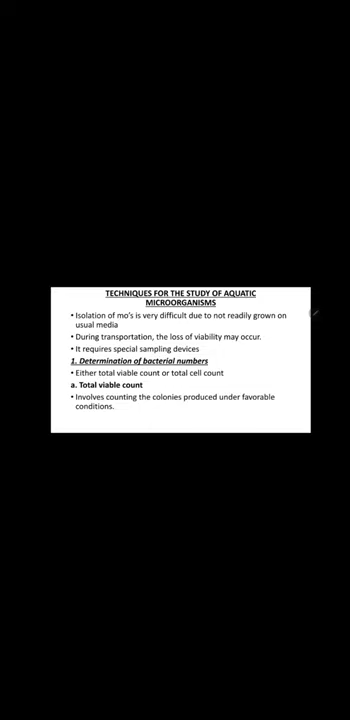 TECHNIQUES FOR THE STUDY OF AQUATIC
MICROORGANISMS
• Isolation of mo's is very difficult due to not readily grown on
usual media
• During transportation, the loss of viability may occur.
• It requires special sampling devices
1. Determination of bacterial numbers
• Either total viable count or total cell count
a. Total viable count
• Involves counting the colonies produced under favorable
conditions.